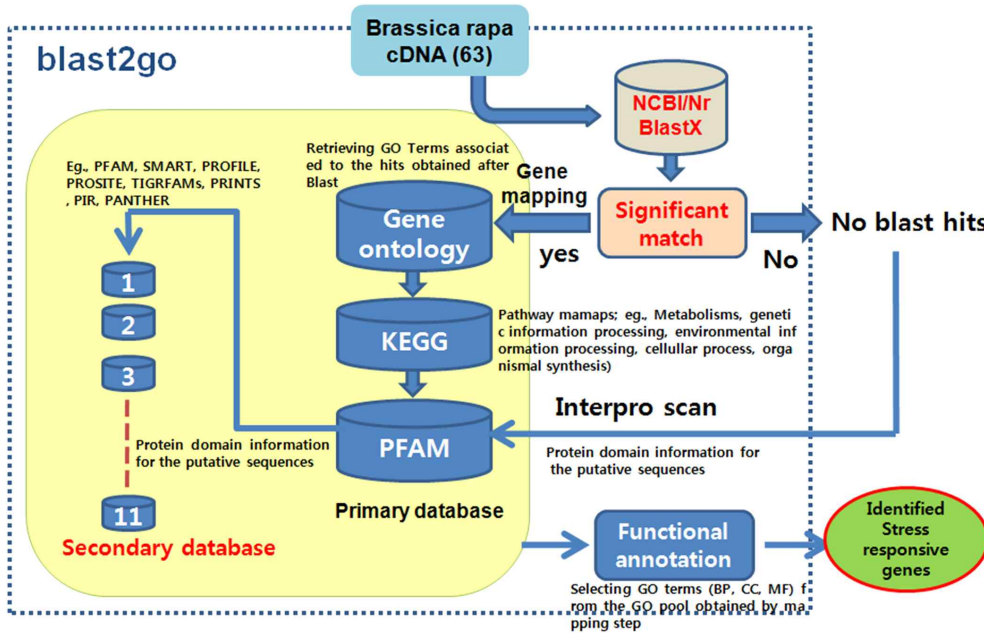 Brassica rapa
cDNA (63)
blast2go
NCBI/Nr
BlastX
Retrieving GO Terms associat
ed to the hits obtained after
Blast
Eg., PFAM, SMART, PROFILE,
PROSITE, TIGRFAMs, PRINTS
, PIR, PANTHER
Gene
mapping
yes
Significant
match
No
No blast hits
Gene
ontology
1
2
3
11
KEGG
Pathway mamaps; eg., Metabolisms, geneti
c information processing, environmental inf
ormation processing, cellullar process, orga
nismal synthesis)
Interpro scan
PFAM
Protein domain information
for the putative sequences
Protein domain information for
the putative sequences
Primary database
Secondary database
Functional
annotation
Identified
Stress
responsive
genes
Selecting GO terms (BP, CC, MF) f
rom the GO pool obtained by ma
pping step